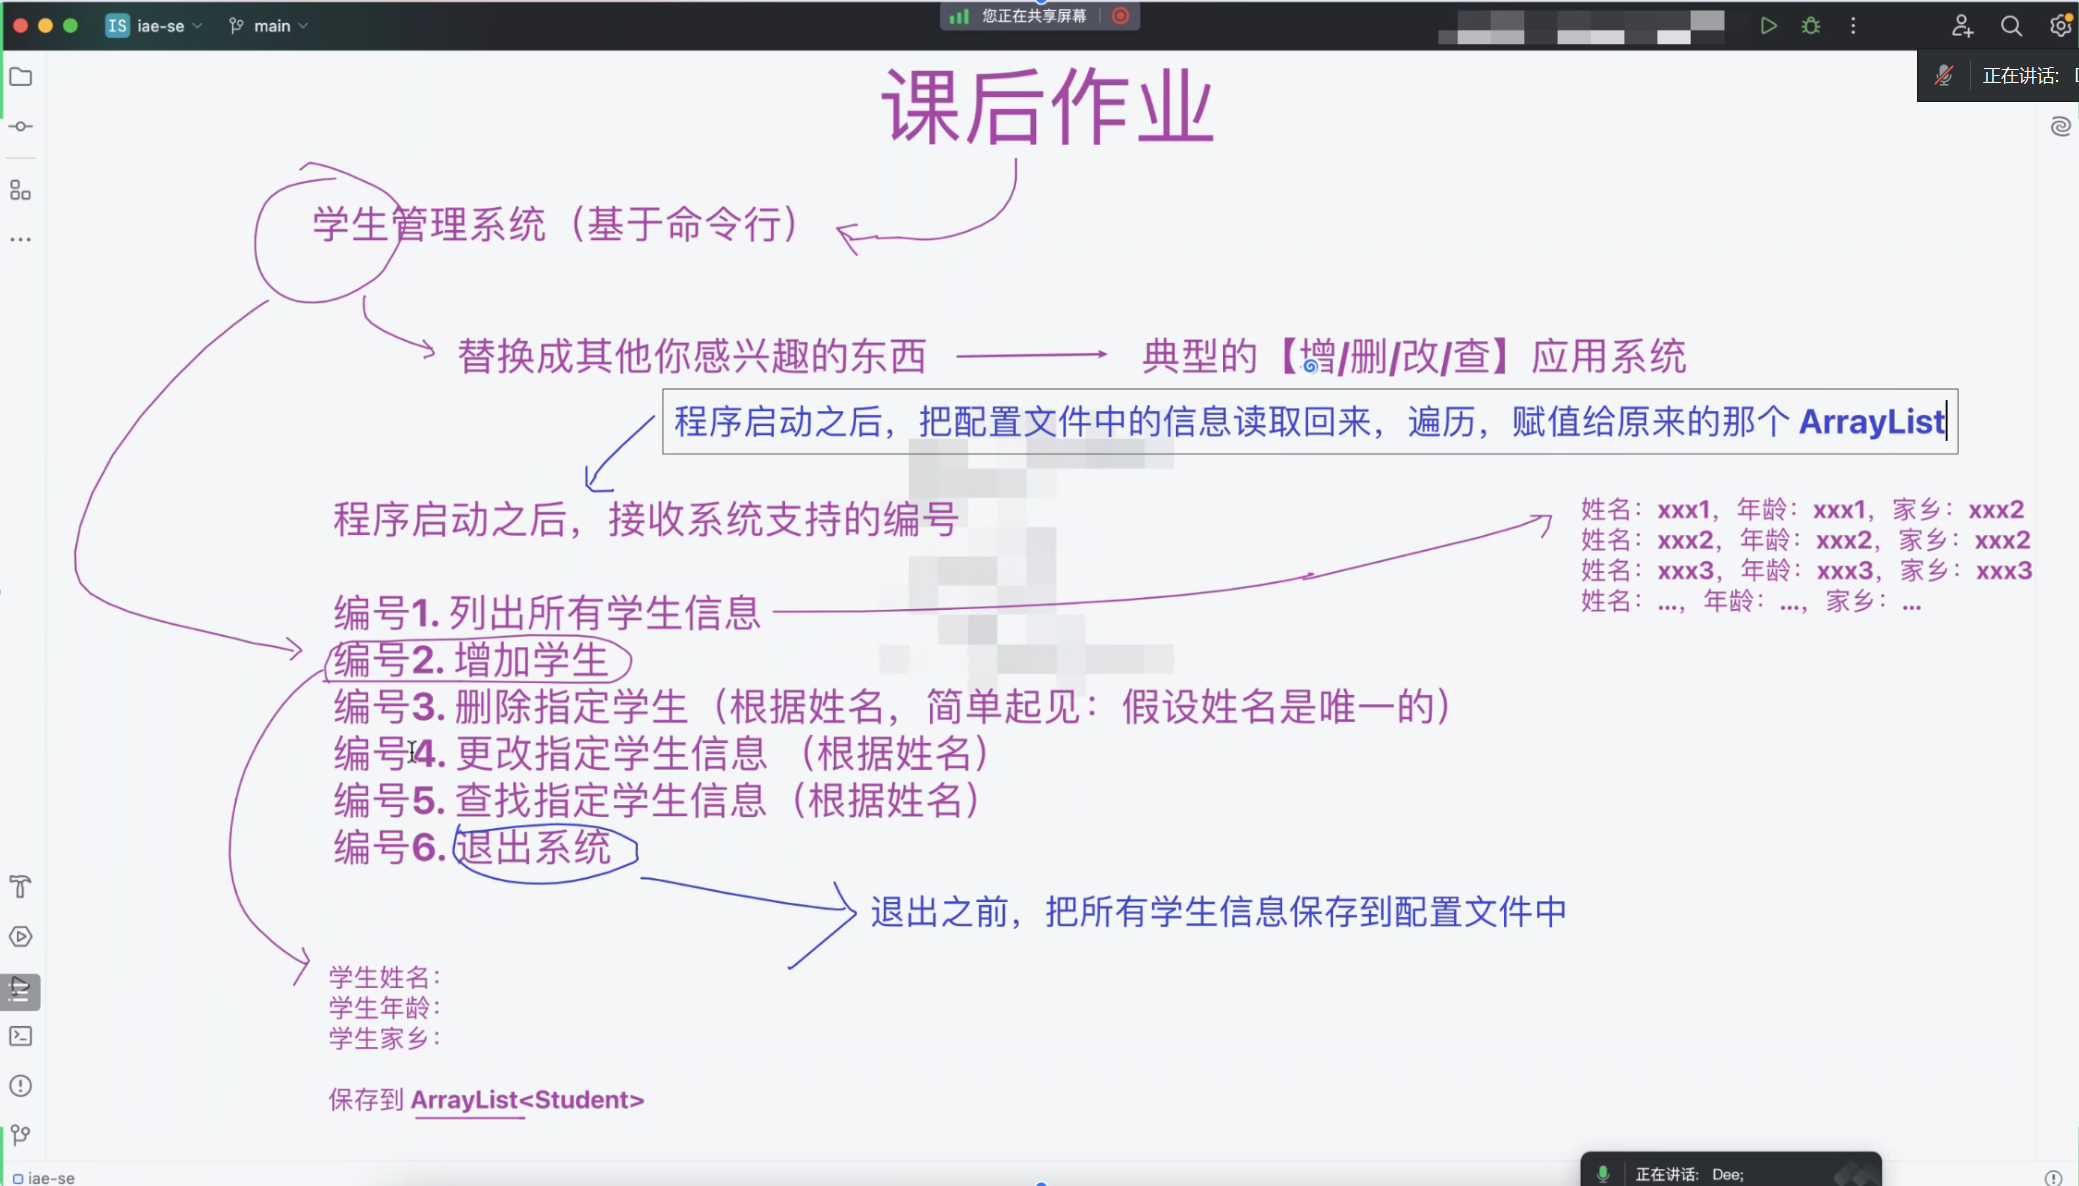 IS iae-se main
您正在共享屏幕
正在讲话:
课后作业
学生管理系统（基于命令行）
替换成其他你感兴趣的东西
典型的【增/删/改/查】应用系统
程序启动之后，把配置文件中的信息读取回来，遍历，赋值给原来的那个 ArrayList
程序启动之后，接收系统支持的编号
姓名：xxx1，年龄：xxx1，家乡：xxx2
姓名：xxx2，年龄：xxx2，家乡：xxx2
姓名：xxx3，年龄：xxx3，家乡：xxx3
姓名：...，年龄：...，家乡：...
编号1. 列出所有学生信息
编号2. 增加学生
编号3. 删除指定学生（根据姓名，简单起见：假设姓名是唯一的）
编号4. 更改指定学生信息 （根据姓名）
编号5. 查找指定学生信息（根据姓名）
编号6. 退出系统
退出之前，把所有学生信息保存到配置文件中
学生姓名：
学生年龄：
学生家乡：
保存到 ArrayList<Student>
正在讲话: Dee;
iae-se